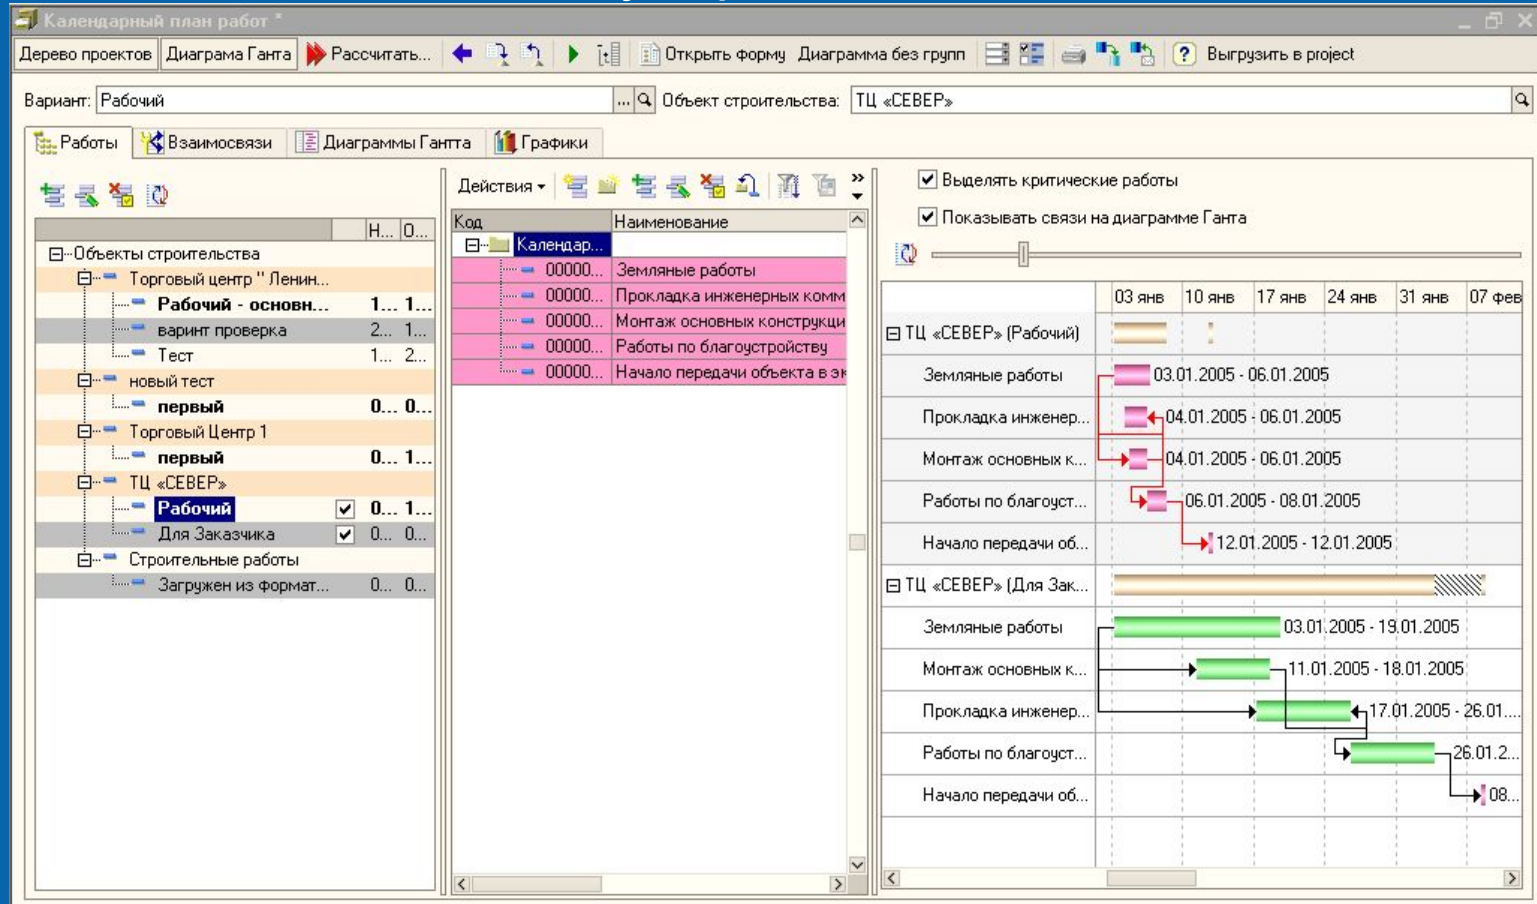 Календарный план работ *
Дерево проектов Диаграма Ганта Рассчитать... Открыть форму Диаграмма без групп Выгрузить в project
Вариант: Рабочий ... Объект строительства: ТЦ «СЕВЕР»
Работы Взаимосвязи Диаграммы Гантта Графики
Н... О...
Объекты строительства
Торговый центр " Ленин...
Рабочий - основн... 1... 1...
варинт проверка 2... 1...
Тест 1... 2...
новый тест
первый 0... 0...
Торговый Центр 1
первый 0... 1...
ТЦ «СЕВЕР»
Рабочий 0... 1...
Для Заказчика 0... 0...
Строительные работы
Загружен из формат... 0... 0...
Действия
Код Наименование
Календар...
00000... Земляные работы
00000... Прокладка инженерных комм
00000... Монтаж основных конструкци
00000... Работы по благоустройству
00000... Начало передачи объекта в эк
Выделять критические работы
Показывать связи на диаграмме Ганта
03 янв 10 янв 17 янв 24 янв 31 янв 07 фев
ТЦ «СЕВЕР» (Рабочий)
Земляные работы 03.01.2005 - 06.01.2005
Прокладка инженер... 04.01.2005 - 06.01.2005
Монтаж основных к... 04.01.2005 - 06.01.2005
Работы по благоуст... 06.01.2005 - 08.01.2005
Начало передачи об... 12.01.2005 - 12.01.2005
ТЦ «СЕВЕР» (Для Зак...
Земляные работы 03.01.2005 - 19.01.2005
Монтаж основных к... 11.01.2005 - 18.01.2005
Прокладка инженер... 17.01.2005 - 26.01....
Работы по благоуст... 26.01.2...
Начало передачи об... 08...